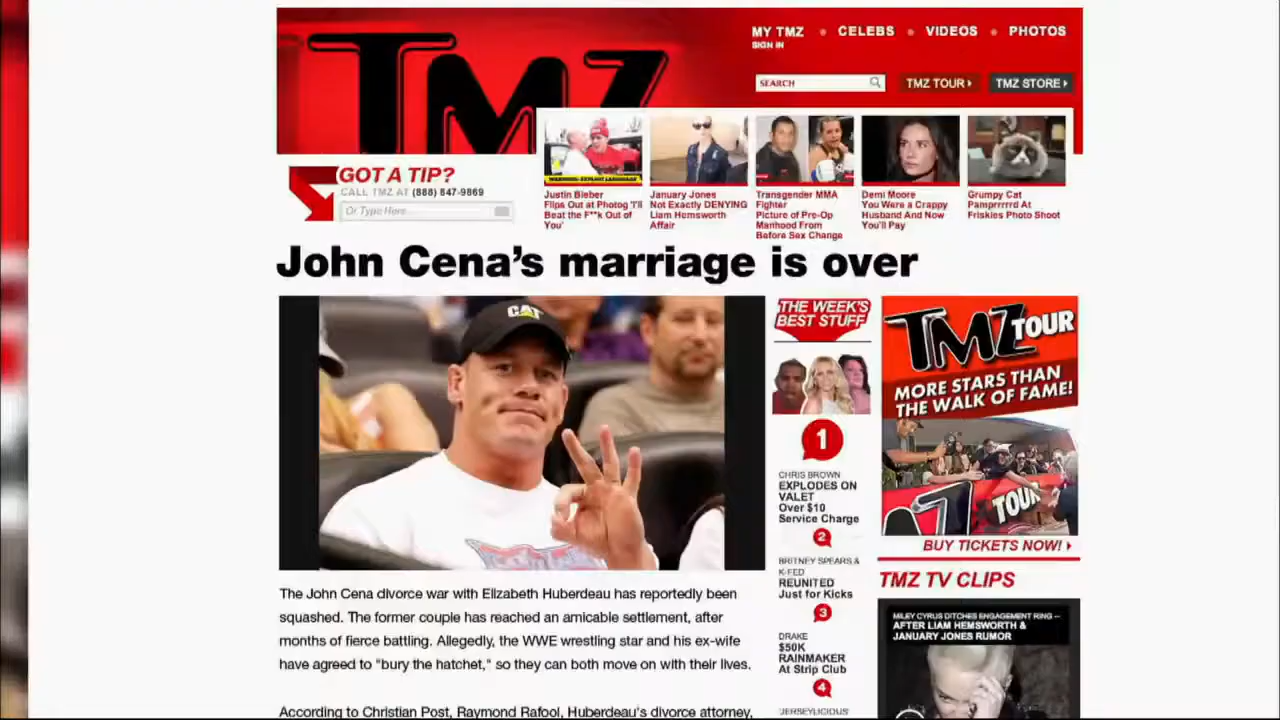 TMZ
MY TMZ • CELEBS • VIDEOS • PHOTOS
SIGN IN
SEARCH
TMZ TOUR
TMZ STORE
GOT A TIP?
CALL TMZ AT (888) 847-9869
Or Type Here
WARNING: EXPLICIT LANGUAGE
Justin Bieber
Flips Out at Photog 'I'll
Beat the F**k Out of
You'
January Jones
Not Exactly DENYING
Liam Hemsworth
Affair
Transgender MMA
Fighter
Picture of Pre-Op
Manhood From
Before Sex Change
Demi Moore
You Were a Crappy
Husband And Now
You'll Pay
Grumpy Cat
Pamprrrrrd At
Friskies Photo Shoot
John Cena's marriage is over
CAT
The John Cena divorce war with Elizabeth Huberdeau has reportedly been
squashed. The former couple has reached an amicable settlement, after
months of fierce battling. Allegedly, the WWE wrestling star and his ex-wife
have agreed to "bury the hatchet," so they can both move on with their lives.
According to Christian Post, Raymond Rafool, Huberdeau's divorce attorney,
THE WEEK'S
BEST STUFF
1
CHRIS BROWN
EXPLODES ON
VALET
Over $10
Service Charge
2
BRITNEY SPEARS &
K-FED
REUNITED
Just for Kicks
3
DRAKE
$50K
RAINMAKER
At Strip Club
4
'JERSEYLICIOUS'
TMZ TOUR
MORE STARS THAN
THE WALK OF FAME!
TOUR
BUY TICKETS NOW!
TMZ TV CLIPS
MILEY CYRUS DITCHES ENGAGEMENT RING --
AFTER LIAM HEMSWORTH &
JANUARY JONES RUMOR